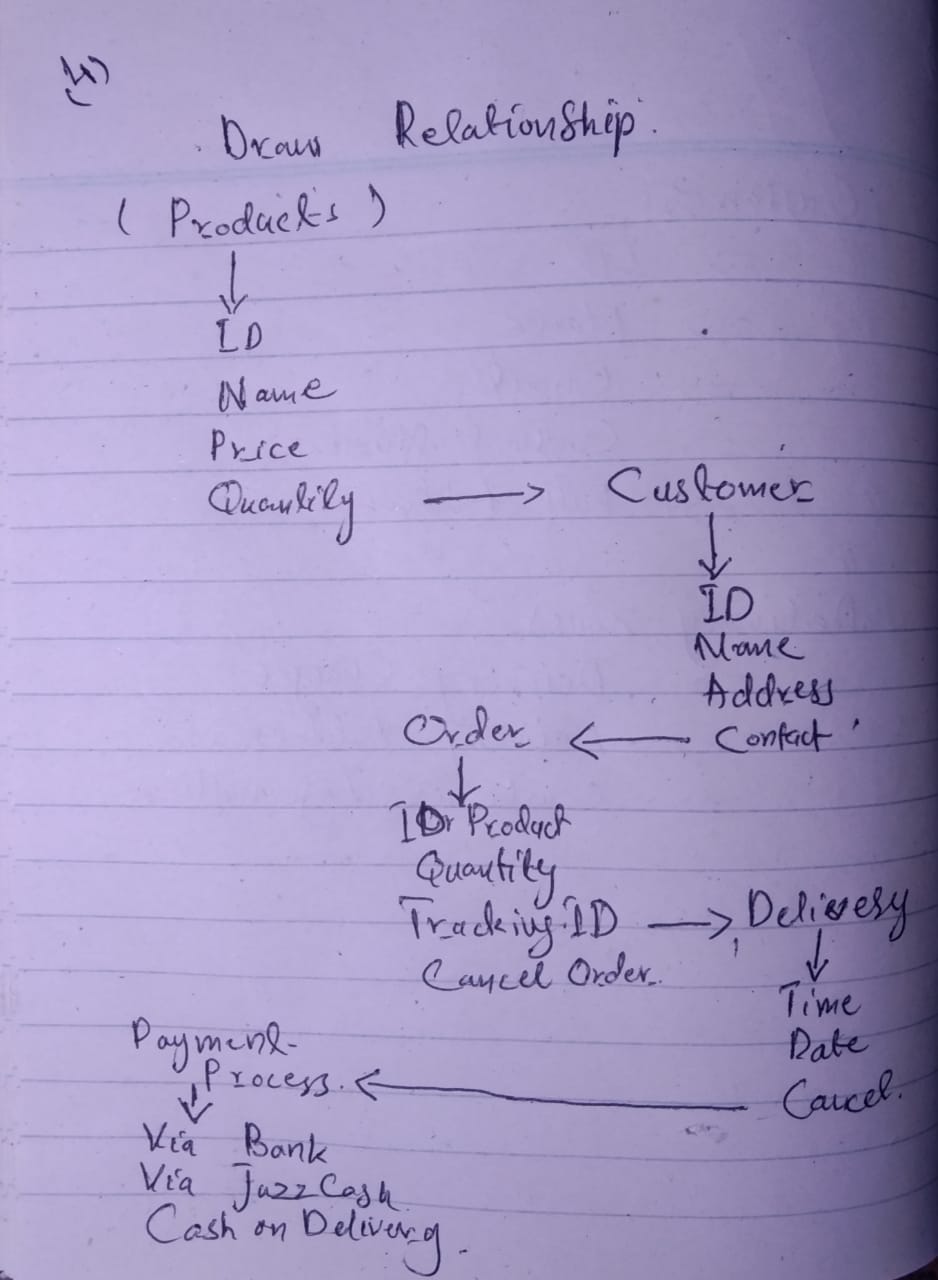 4)
Draw Relationship.
( Products )
ID
Name
Price
Quantity → Customer
ID
Name
Address
Order ← Contact
ID Product
Quantity
Tracking ID → Delivery
Cancel Order.
Time
Date
Payment
Process. ← Cancel.
Via Bank
Via JazzCash
Cash on Delivery.